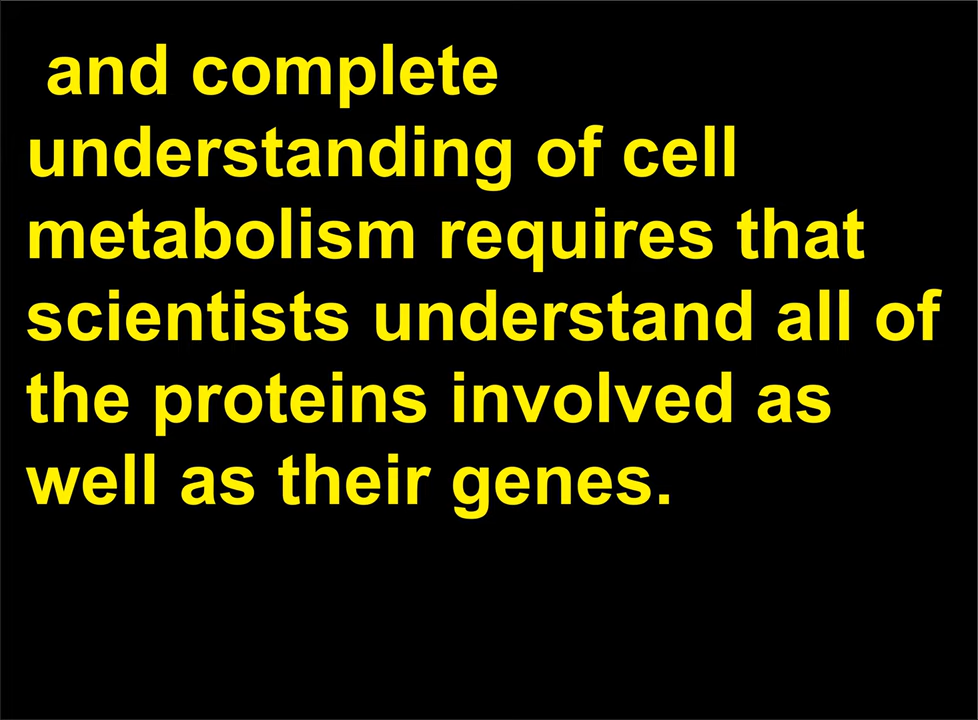 and complete
understanding of cell
metabolism requires that
scientists understand all of
the proteins involved as
well as their genes.